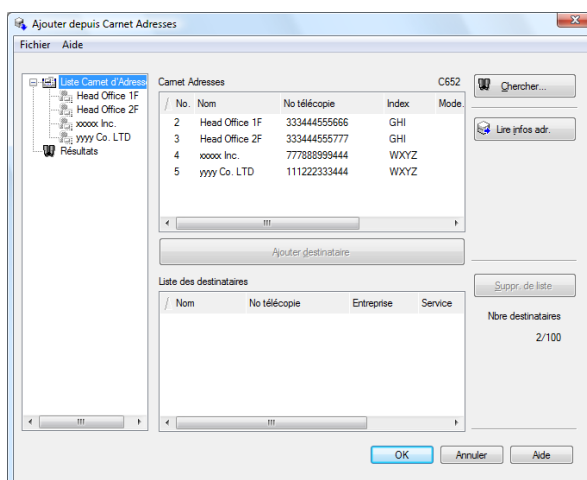 Ajouter depuis Carnet Adresses
Fichier Aide
Liste Carnet d'Adress
Head Office 1F
Head Office 2F
xxxxx Inc.
yyyy Co. LTD
Résultats
Carnet Adresses C652
No. Nom No télécopie Index Mode.
2 Head Office 1F 333444555666 GHI
3 Head Office 2F 333444555777 GHI
4 xxxxx Inc. 777888999444 WXYZ
5 yyyy Co. LTD 111222333444 WXYZ
Chercher...
Lire infos adr.
Ajouter destinataire
Liste des destinataires
Nom No télécopie Entreprise Service
Suppr. de liste
Nbre destinataires
2/100
OK Annuler Aide